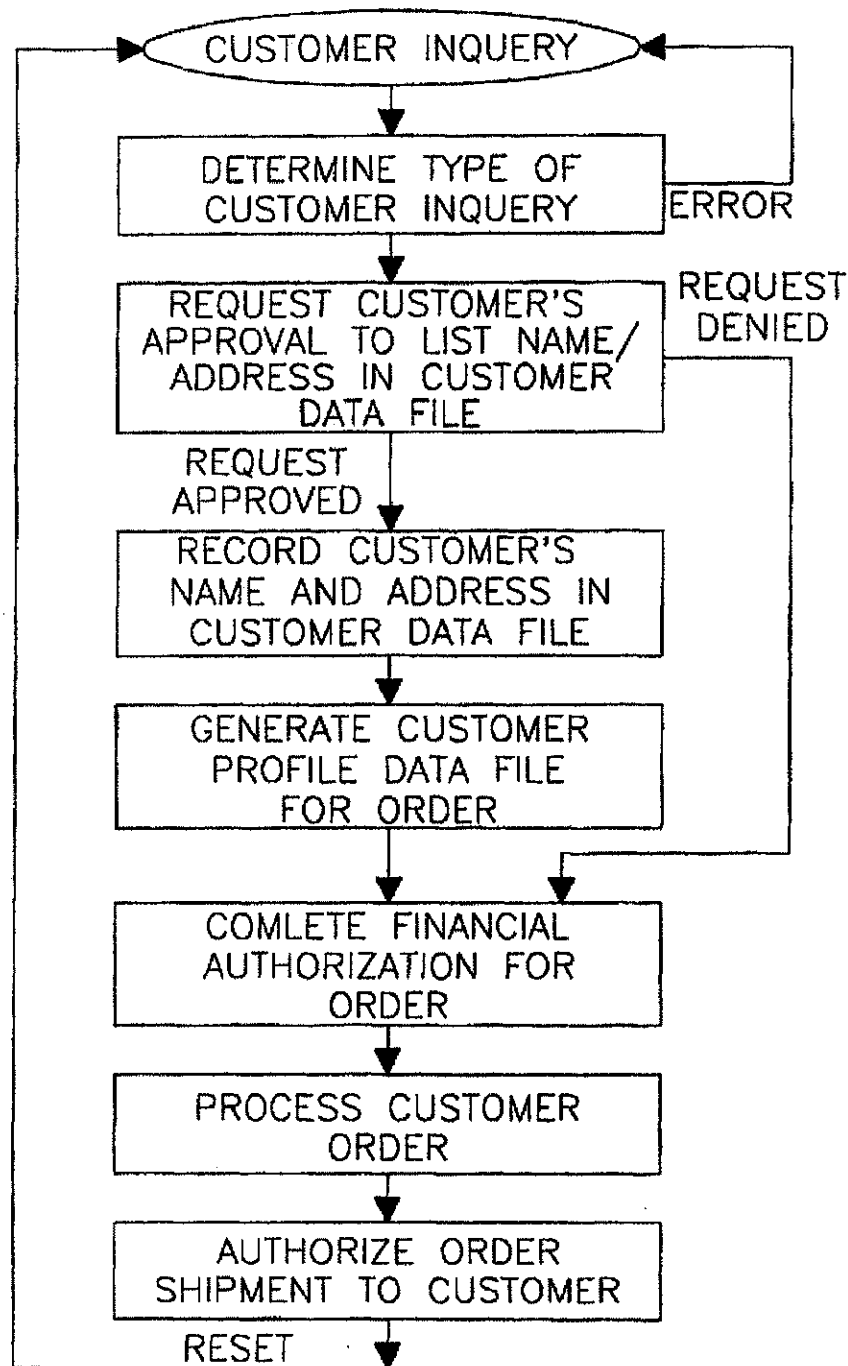 CUSTOMER INQUERY
DETERMINE TYPE OF
CUSTOMER INQUERY
ERROR
REQUEST CUSTOMER'S
APPROVAL TO LIST NAME/
ADDRESS IN CUSTOMER
DATA FILE
REQUEST
DENIED
REQUEST
APPROVED
RECORD CUSTOMER'S
NAME AND ADDRESS IN
CUSTOMER DATA FILE
GENERATE CUSTOMER
PROFILE DATA FILE
FOR ORDER
COMLETE FINANCIAL
AUTHORIZATION FOR
ORDER
PROCESS CUSTOMER
ORDER
AUTHORIZE ORDER
SHIPMENT TO CUSTOMER
RESET